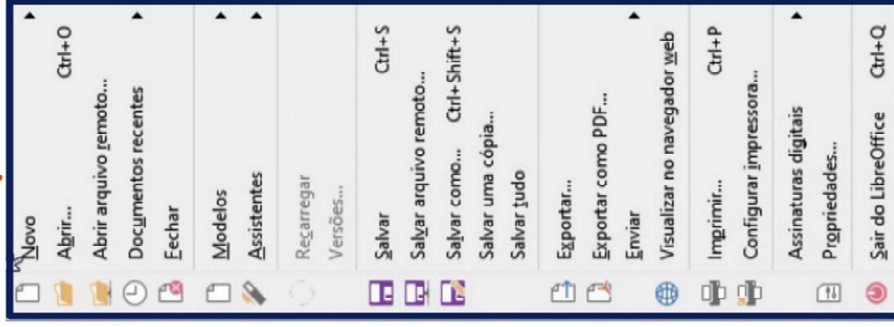 Novo
Abrir... Ctrl+O
Abrir arquivo remoto...
Documentos recentes
Fechar
Modelos
Assistentes
Recarregar
Versões...
Salvar Ctrl+S
Salvar arquivo remoto...
Salvar como... Ctrl+Shift+S
Salvar uma cópia...
Salvar tudo
Exportar...
Exportar como PDF...
Enviar
Visualizar no navegador web
Imprimir... Ctrl+P
Configurar impressora...
Assinaturas digitais
Propriedades...
Sair do LibreOffice Ctrl+Q